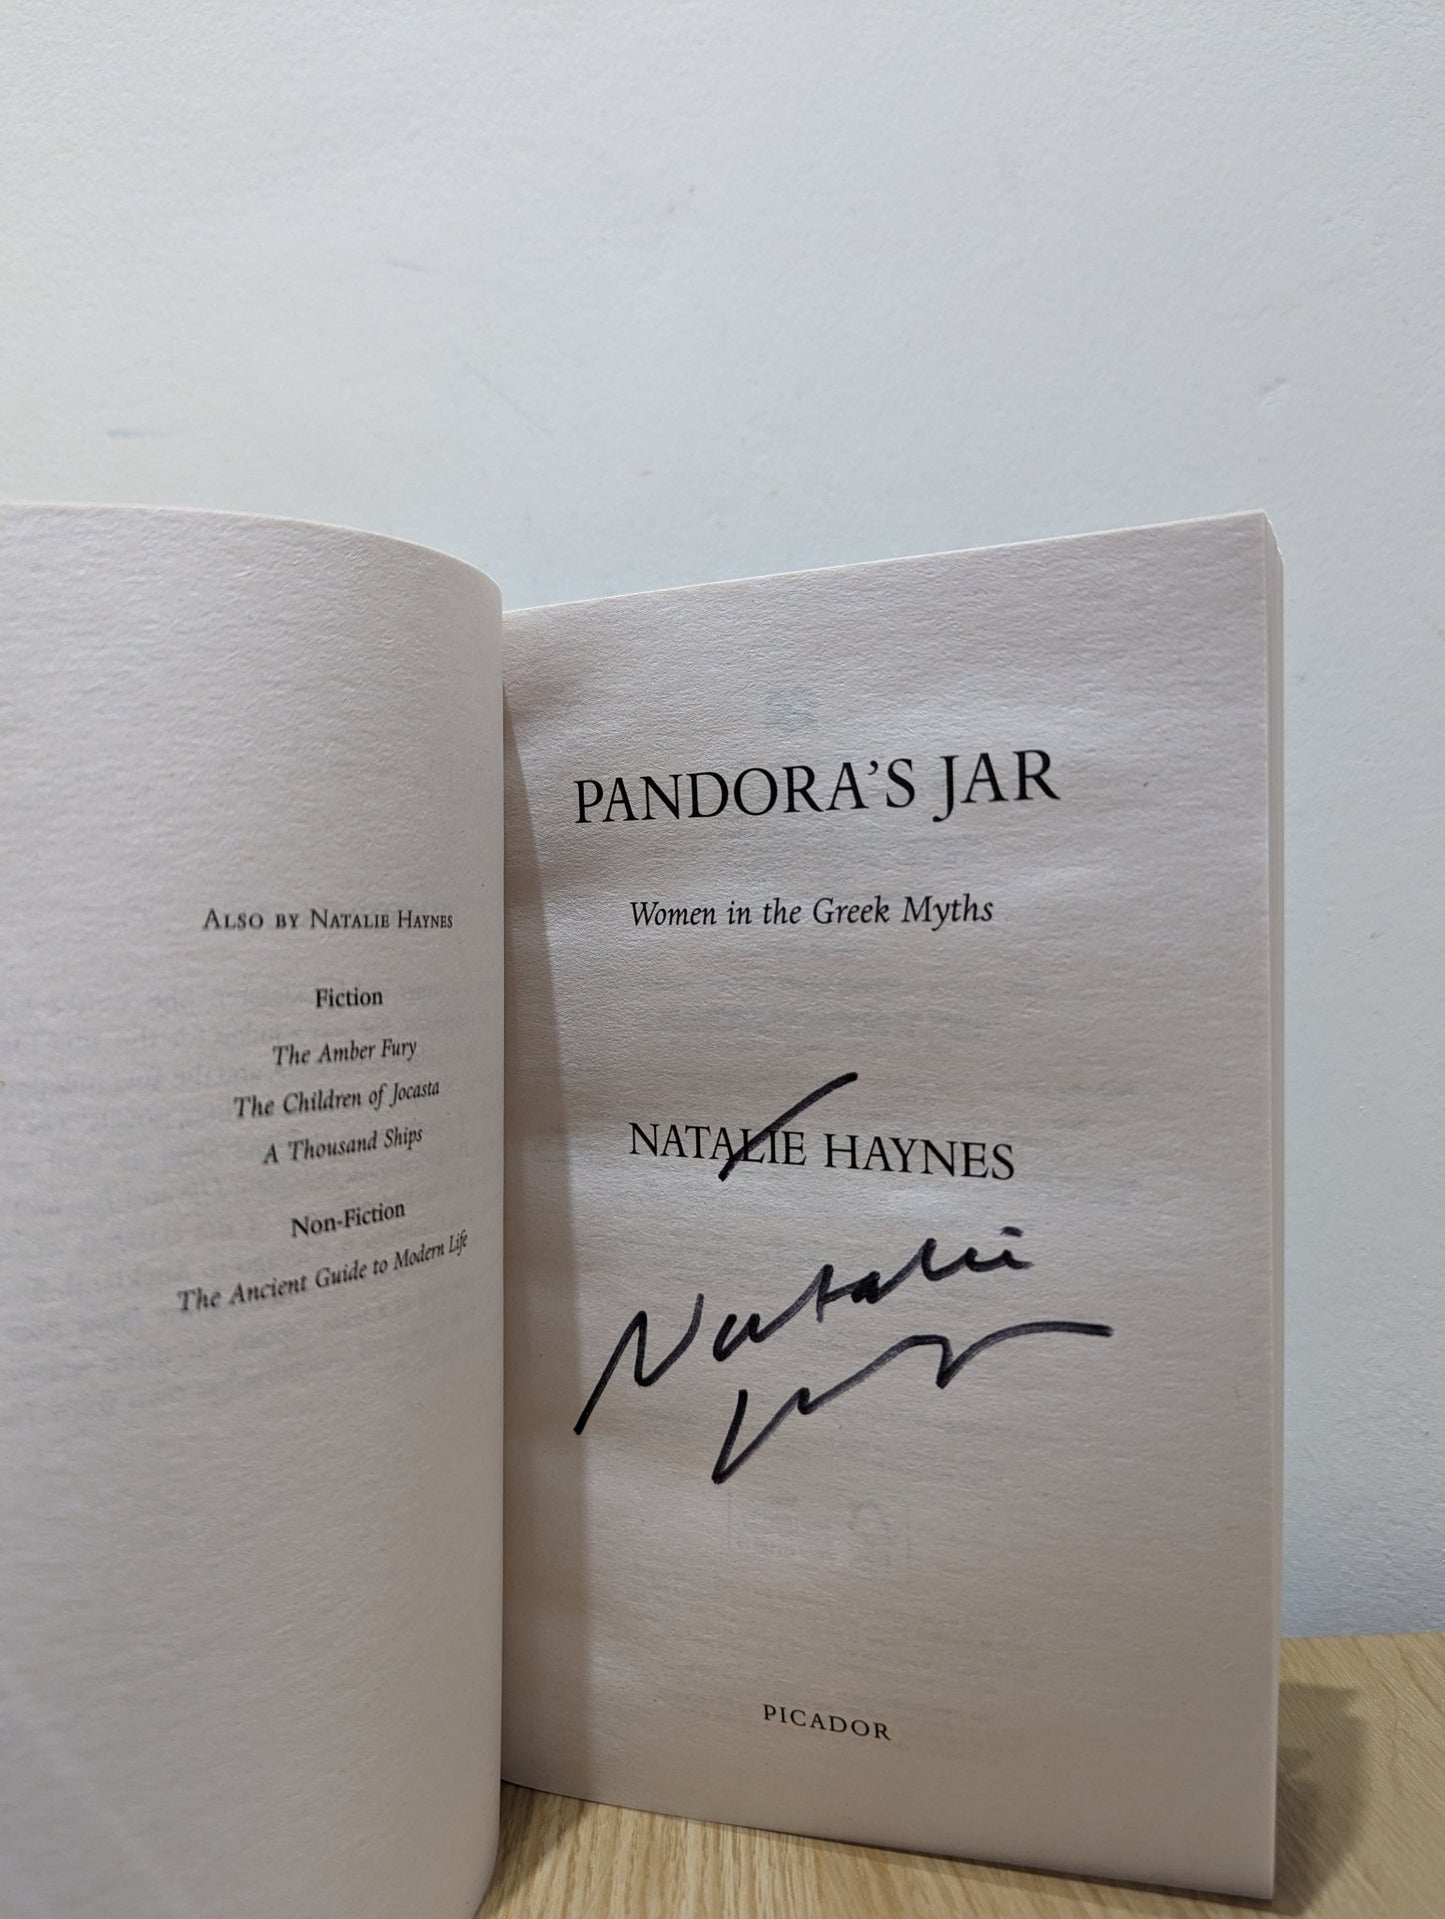 ALSO BY NATALIE HAYNES
Fiction
The Amber Fury
The Children of Jocasta
A Thousand Ships
Non-Fiction
The Ancient Guide to Modern Life
PANDORA'S JAR
Women in the Greek Myths
NATALIE HAYNES
Natalie
PICADOR